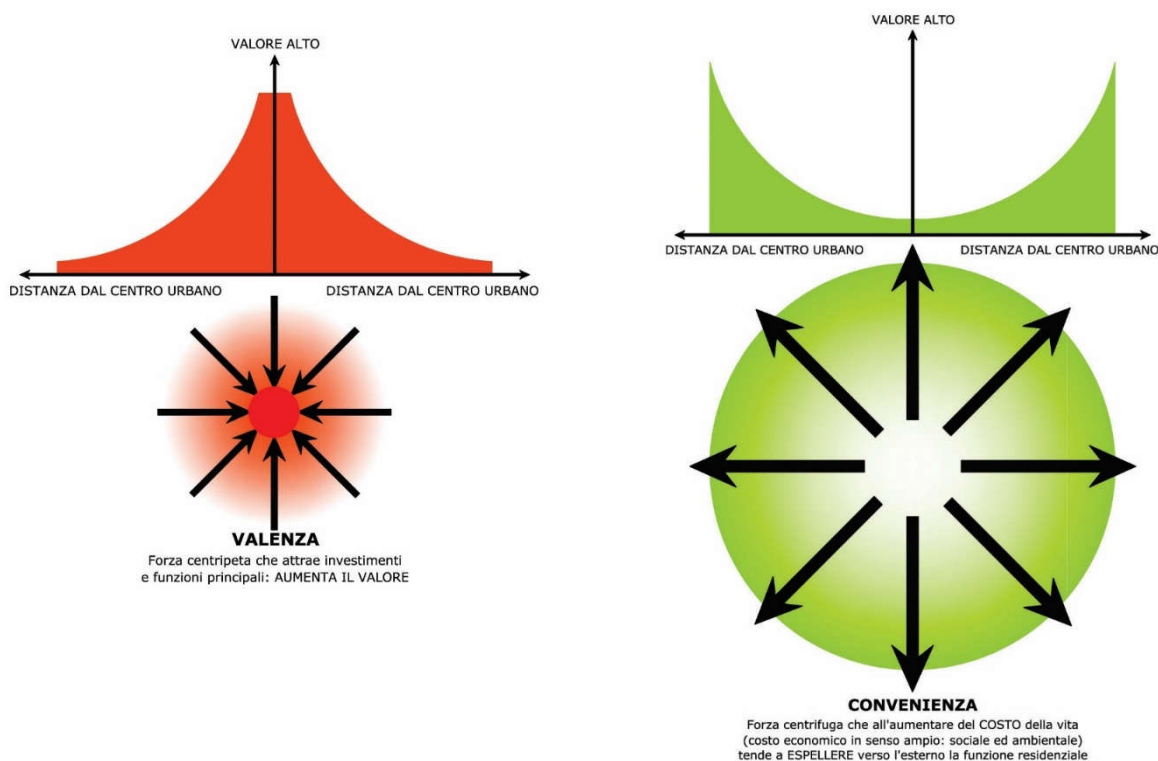 VALORE ALTO
DISTANZA DAL CENTRO URBANO
DISTANZA DAL CENTRO URBANO
VALENZA
Forza centripeta che attrae investimenti
e funzioni principali: AUMENTA IL VALORE
VALORE ALTO
DISTANZA DAL CENTRO URBANO
DISTANZA DAL CENTRO URBANO
CONVENIENZA
Forza centrifuga che all'aumentare del COSTO della vita
(costo economico in senso ampio: sociale ed ambientale)
tende a ESPELLERE verso l'esterno la funzione residenziale